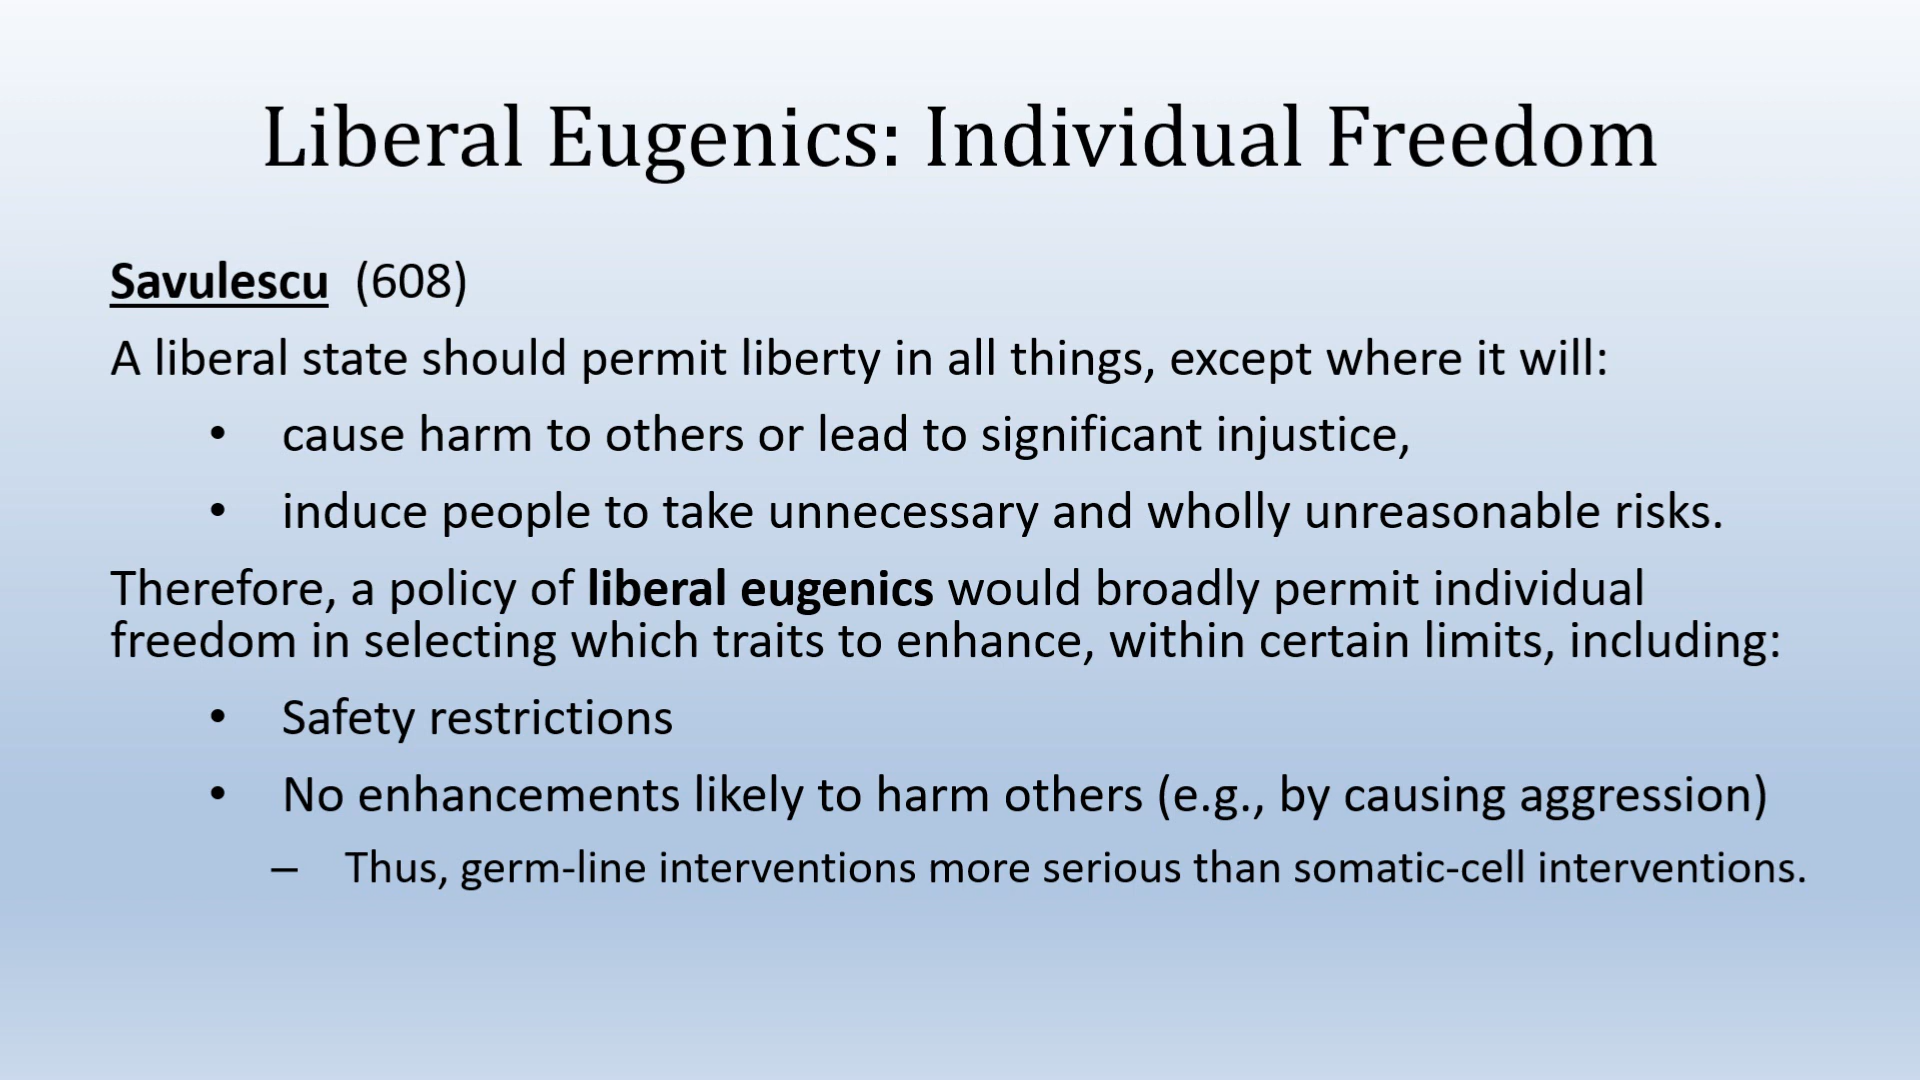 Liberal Eugenics: Individual Freedom
Savulescu (608)
A liberal state should permit liberty in all things, except where it will:
• cause harm to others or lead to significant injustice,
• induce people to take unnecessary and wholly unreasonable risks.
Therefore, a policy of liberal eugenics would broadly permit individual
freedom in selecting which traits to enhance, within certain limits, including:
• Safety restrictions
• No enhancements likely to harm others (e.g., by causing aggression)
– Thus, germ-line interventions more serious than somatic-cell interventions.